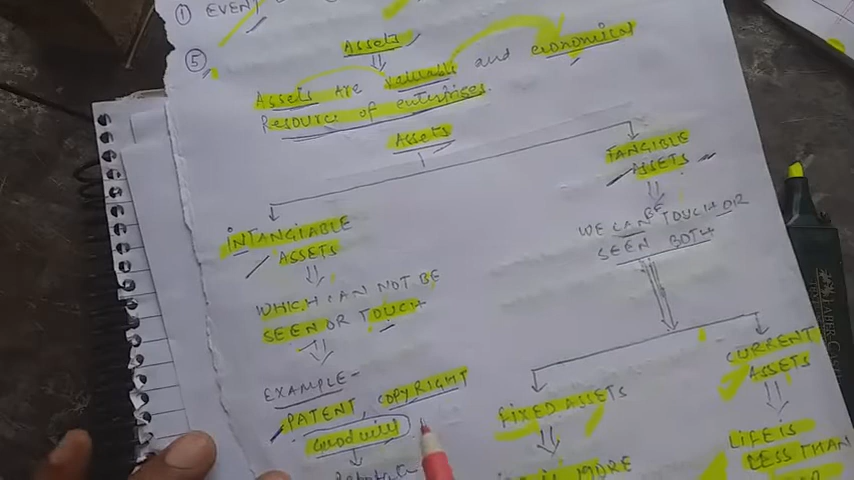 ① EVENT
⑤ Assets
Assets are valuable and economical
Resource of enterprises.
Assets
TANGIBLE
ASSETS
INTANGIABLE
ASSETS
WE CAN BE TOUCH OR
SEEN BOTH
WHICH CAN NOT BE
SEEN OR TOUCH
EXAMPLE-
PATENT, COPYRIGHT
Goodwill
FIXED ASSETS
CURRENT
ASSETS
LIFE IS
LESS THAN
MORE